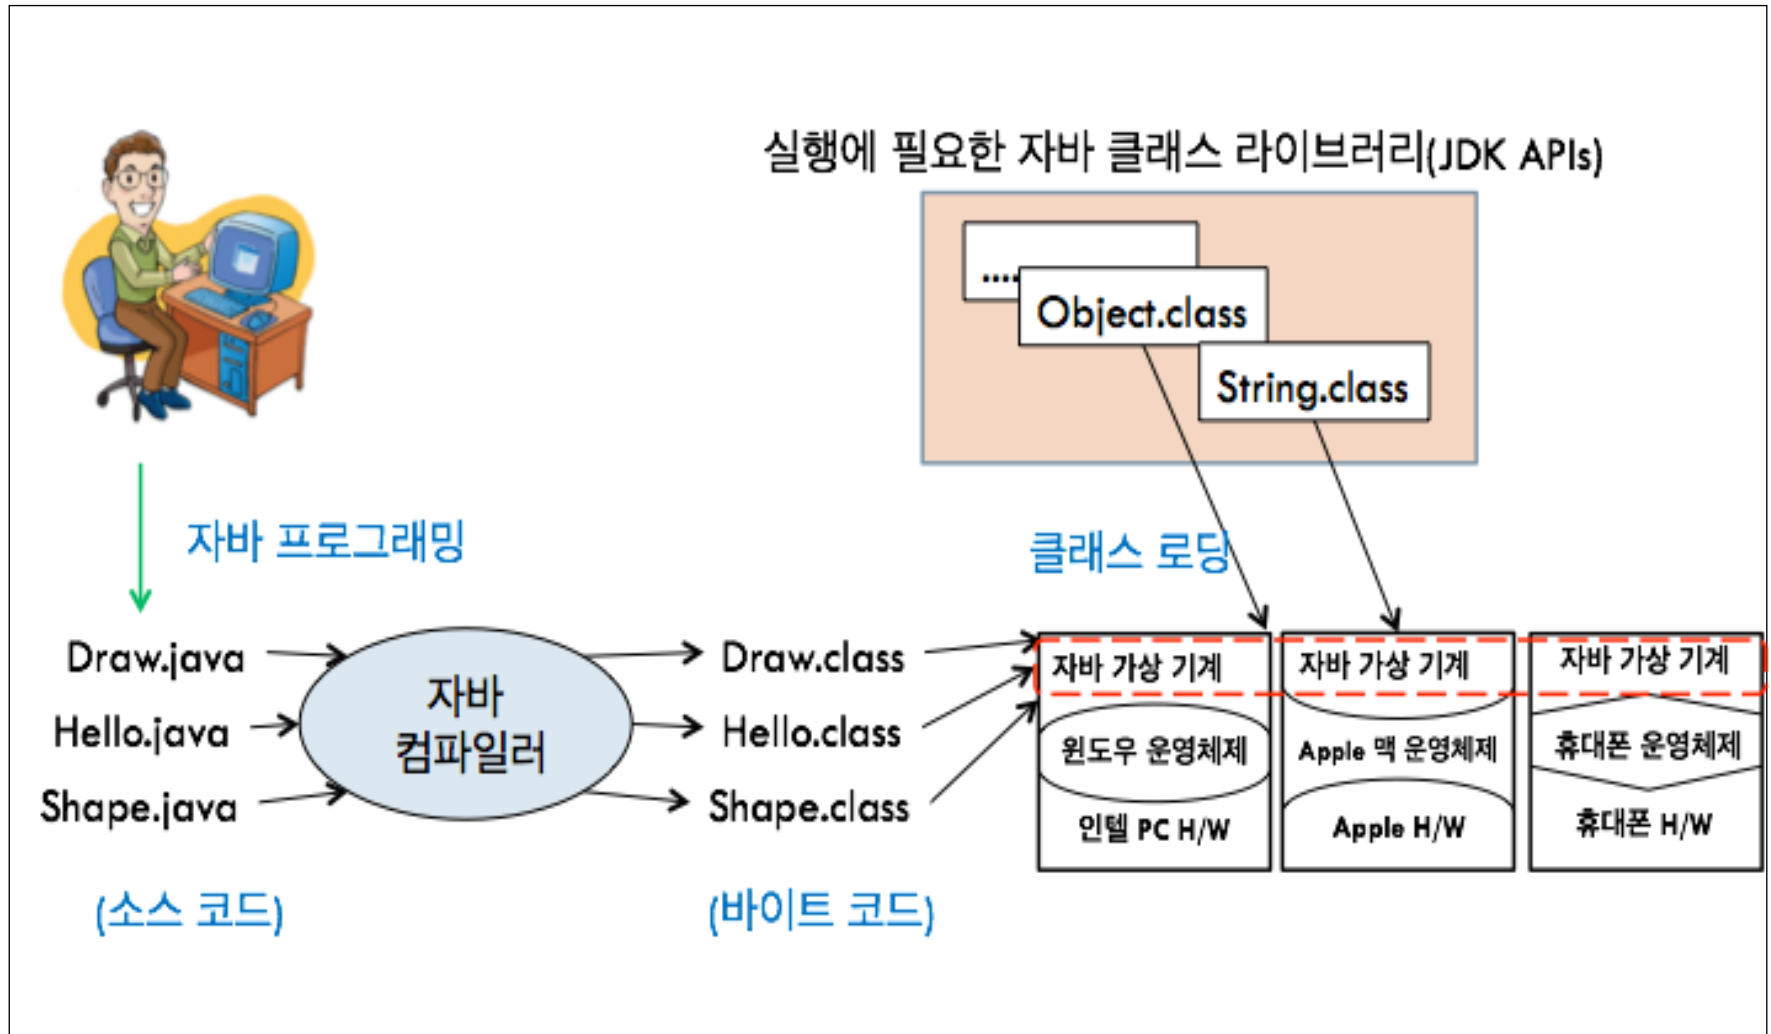 실행에 필요한 자바 클래스 라이브러리(JDK APIs)
....
Object.class
String.class
자바 프로그래밍
클래스 로딩
Draw.java
Hello.java
Shape.java
자바
컴파일러
Draw.class
Hello.class
Shape.class
자바 가상 기계
윈도우 운영체제
인텔 PC H/W
자바 가상 기계
Apple 맥 운영체제
Apple H/W
자바 가상 기계
휴대폰 운영체제
휴대폰 H/W
(소스 코드)
(바이트 코드)